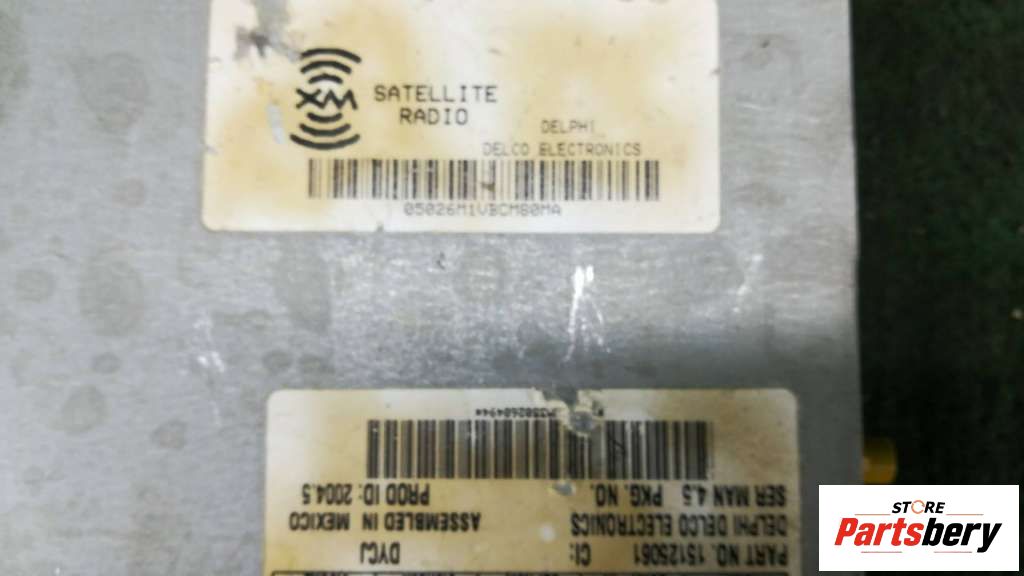 XM
SATELLITE
RADIO
DELPHI
DELCO ELECTRONICS
05026M1VBCM80MA
PART NO. 15125061 CI: DYCJ
DELPHI DELCO ELECTRONICS ASSEMBLED IN MEXICO
SER MAN 4.5 PKG. NO. PROD ID: 2004.5
STORE
Partsbery